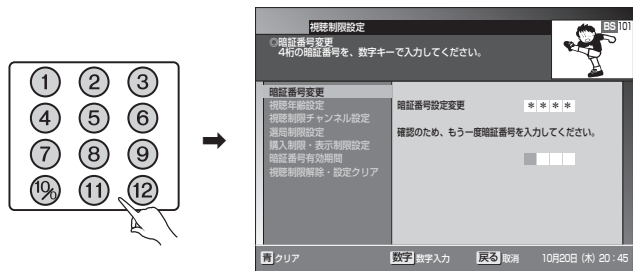 1 2 3
4 5 6
7 8 9
10/0 11 12
視聴制限設定
BS 101
◎暗証番号変更
4桁の暗証番号を、数字キーで入力してください。
暗証番号変更
視聴年齢設定
視聴制限チャンネル設定
選局制限設定
購入制限・表示制限設定
暗証番号有効期間
視聴制限解除・設定クリア
暗証番号設定変更 ＊＊＊＊
確認のため、もう一度暗証番号を入力してください。
青 クリア 数字 数字入力 戻る 取消 10月20日 (木) 20:45